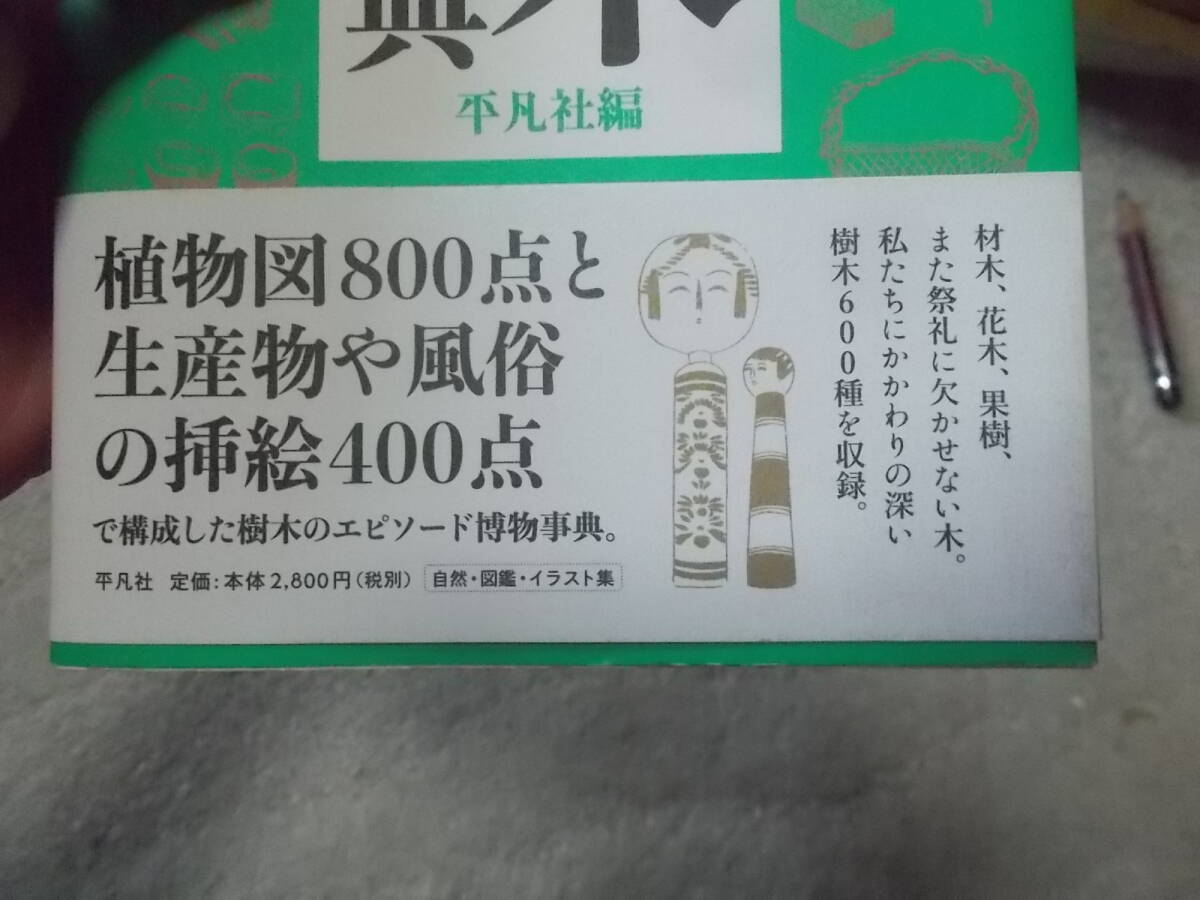 典木
平凡社編
植物図800点と
生産物や風俗
の挿絵400点
で構成した樹木のエピソード博物事典。
平凡社 定価:本体2,800円(税別) 自然・図鑑・イラスト集
材木、花木、果樹、
また祭礼に欠かせない木。
私たちにかかわりの深い
樹木600種を収録。